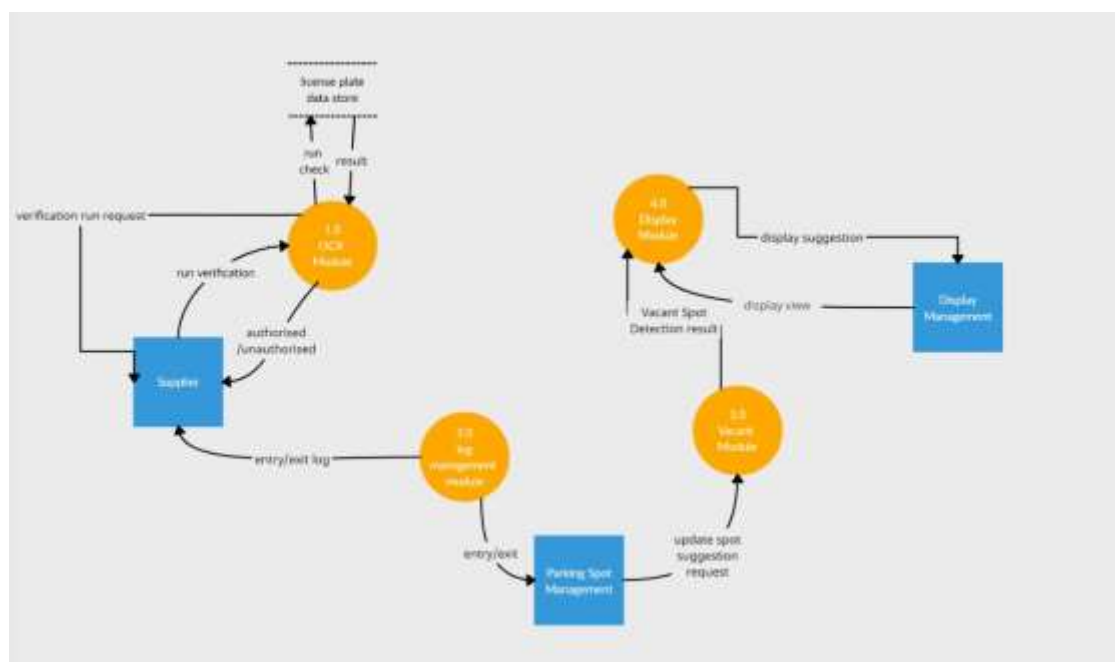 license plate
data store
run
check
result
verification run request
1.0
OCR
Module
run verification
authorised
/unauthorised
Supplier
entry/exit log
log
management
module
entry/exit
Parking Spot
Management
update spot
suggestion
request
3.0
Vacant
Module
Vacant Spot
Detection result
4.0
Display
Module
display suggestion
display view
Display
Management